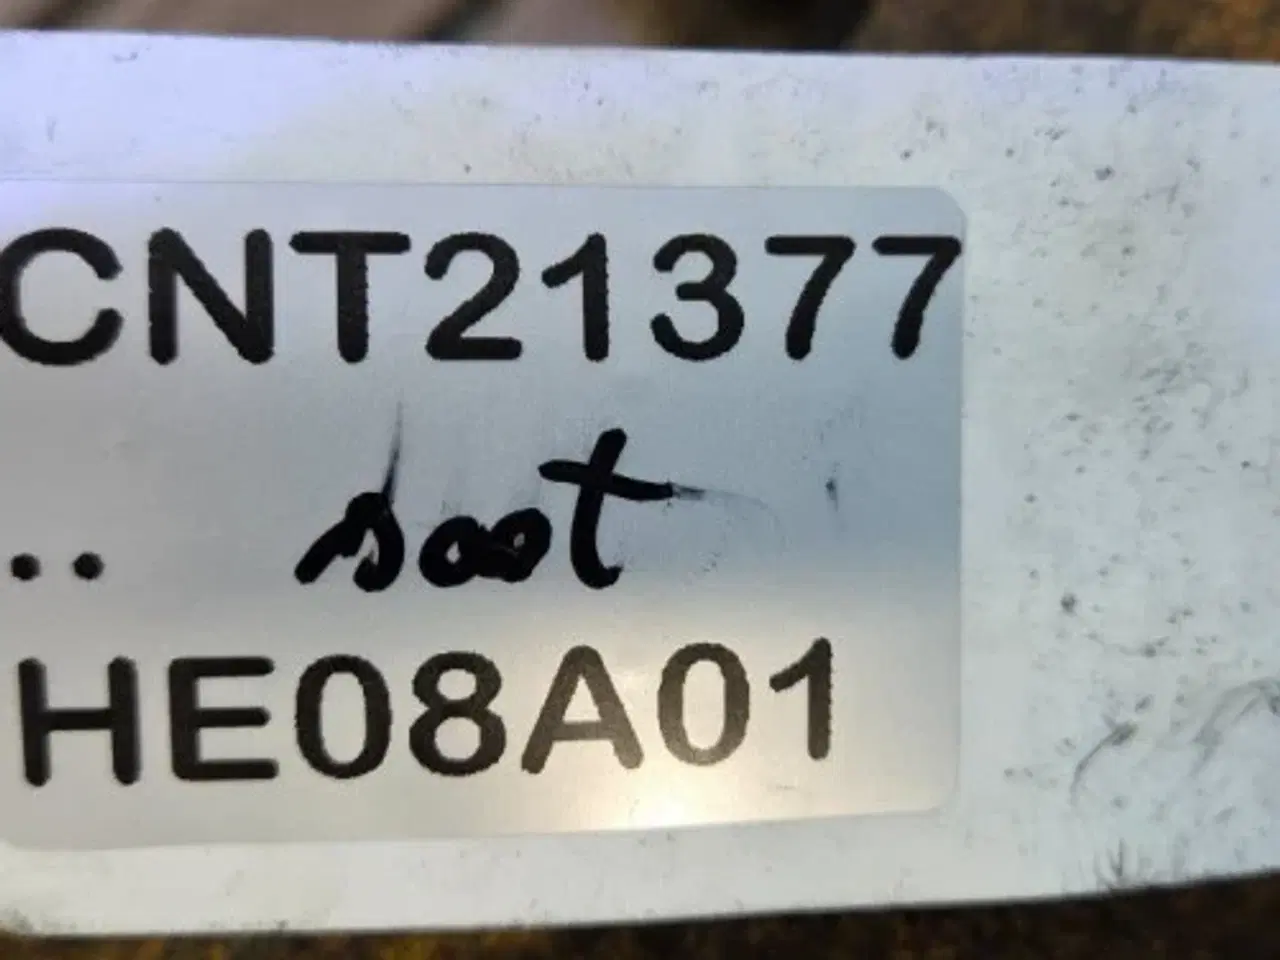 CNT21377
.. soot
HE08A01